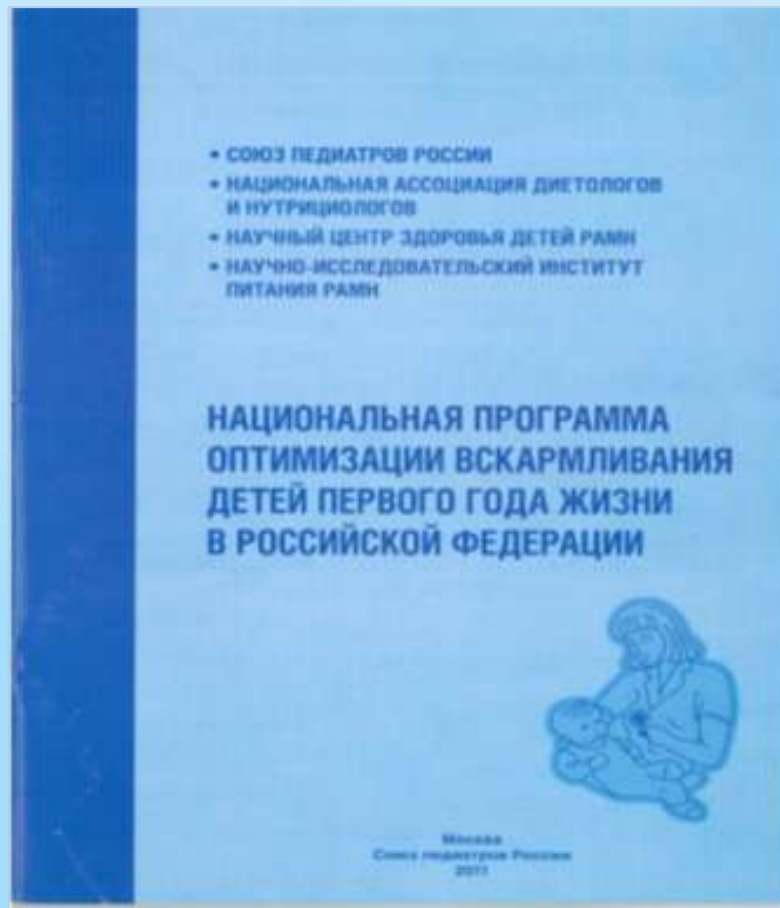 • СОЮЗ ПЕДИАТРОВ РОССИИ
• НАЦИОНАЛЬНАЯ АССОЦИАЦИЯ ДИЕТОЛОГОВ
И НУТРИЦИОЛОГОВ
• НАУЧНЫЙ ЦЕНТР ЗДОРОВЬЯ ДЕТЕЙ РАМН
• НАУЧНО-ИССЛЕДОВАТЕЛЬСКИЙ ИНСТИТУТ
ПИТАНИЯ РАМН
НАЦИОНАЛЬНАЯ ПРОГРАММА
ОПТИМИЗАЦИИ ВСКАРМЛИВАНИЯ
ДЕТЕЙ ПЕРВОГО ГОДА ЖИЗНИ
В РОССИЙСКОЙ ФЕДЕРАЦИИ
Москва
Союз педиатров России
2011